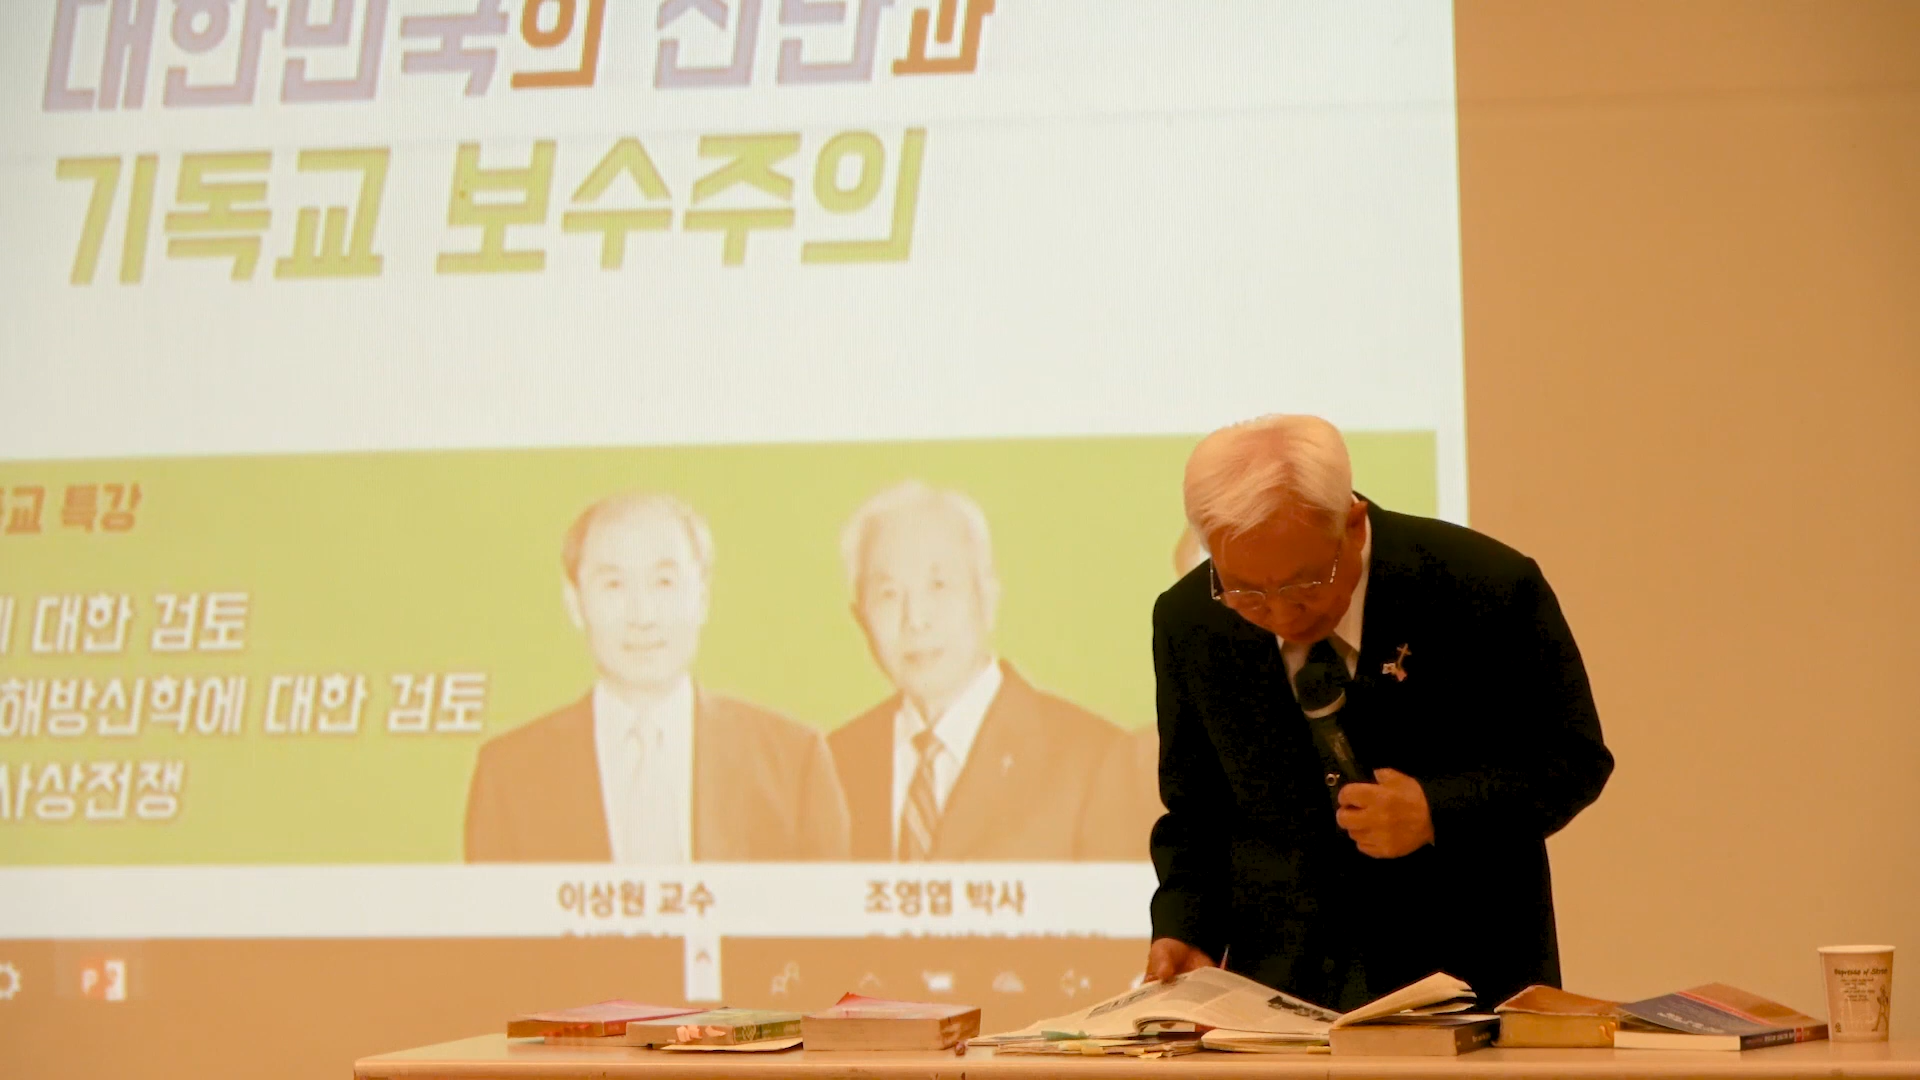 대한민국의 진단과
기독교 보수주의
교 특강
대한 검토
해방신학에 대한 검토
사상전쟁
이상원 교수
조영엽 박사